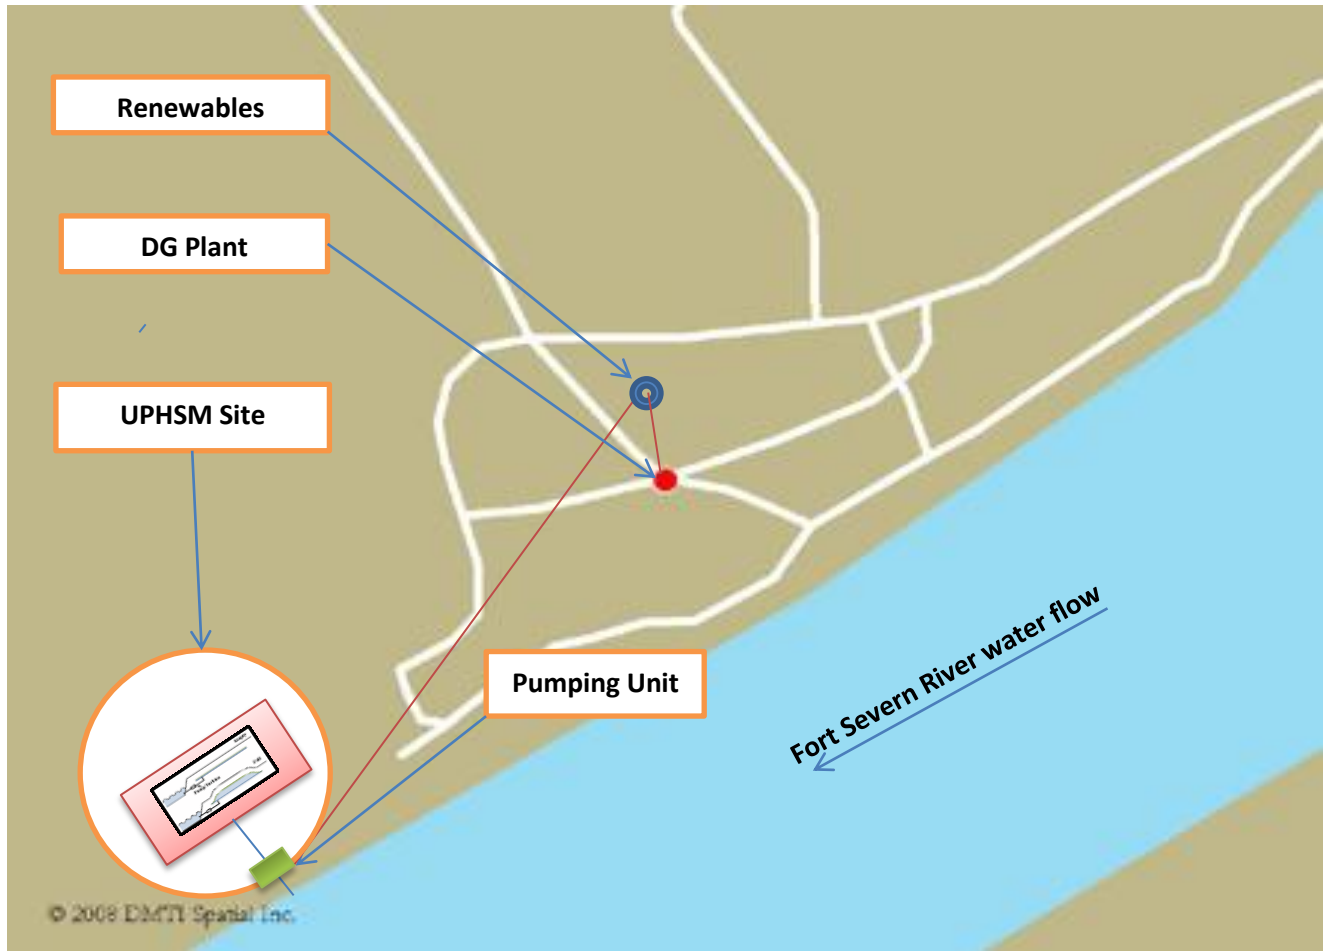 Renewables
DG Plant
UPHSM Site
Pumping Unit
Fort Severn River water flow
© 2008 DMTI Spatial Inc.